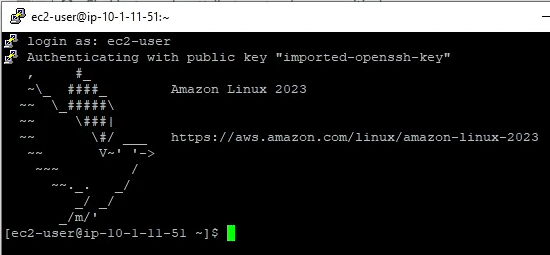 ec2-user@ip-10-1-11-51:~
login as: ec2-user
Authenticating with public key "imported-openssh-key"
   ,     #_
   ~\_  ####_        Amazon Linux 2023
  ~~  \_#####\
  ~~     \###|
  ~~       \#/ ___   https://aws.amazon.com/linux/amazon-linux-2023
   ~~       V~' '->
    ~~~         /
      ~~._.   _/
         _/ _/
       _/m/'
[ec2-user@ip-10-1-11-51 ~]$